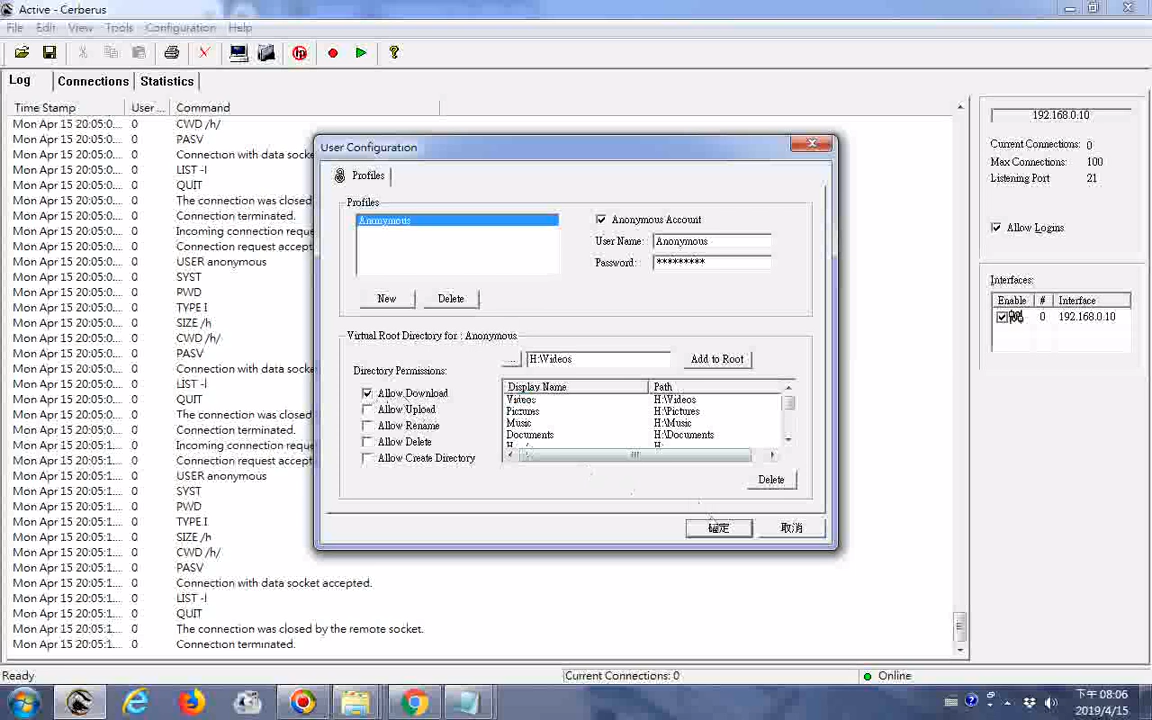 Active - Cerberus
File Edit View Tools Configuration Help
Log Connections Statistics
Time Stamp User ... Command
Mon Apr 15 20:05:0... 0 CWD /h/
Mon Apr 15 20:05:0... 0 PASV
Mon Apr 15 20:05:0... 0 Connection with data socke
Mon Apr 15 20:05:0... 0 LIST -l
Mon Apr 15 20:05:0... 0 QUIT
Mon Apr 15 20:05:0... 0 The connection was closed
Mon Apr 15 20:05:0... 0 Connection terminated.
Mon Apr 15 20:05:0... 0 Incoming connection reque
Mon Apr 15 20:05:0... 0 Connection request accept
Mon Apr 15 20:05:0... 0 USER anonymous
Mon Apr 15 20:05:0... 0 SYST
Mon Apr 15 20:05:0... 0 PWD
Mon Apr 15 20:05:0... 0 TYPE I
Mon Apr 15 20:05:0... 0 SIZE /h
Mon Apr 15 20:05:0... 0 CWD /h/
Mon Apr 15 20:05:0... 0 PASV
Mon Apr 15 20:05:0... 0 Connection with data socke
Mon Apr 15 20:05:0... 0 LIST -l
Mon Apr 15 20:05:0... 0 QUIT
Mon Apr 15 20:05:0... 0 The connection was closed
Mon Apr 15 20:05:0... 0 Connection terminated.
Mon Apr 15 20:05:1... 0 Incoming connection reque
Mon Apr 15 20:05:1... 0 Connection request accept
Mon Apr 15 20:05:1... 0 USER anonymous
Mon Apr 15 20:05:1... 0 SYST
Mon Apr 15 20:05:1... 0 PWD
Mon Apr 15 20:05:1... 0 TYPE I
Mon Apr 15 20:05:1... 0 SIZE /h
Mon Apr 15 20:05:1... 0 CWD /h/
Mon Apr 15 20:05:1... 0 PASV
Mon Apr 15 20:05:1... 0 Connection with data socket accepted.
Mon Apr 15 20:05:1... 0 LIST -l
Mon Apr 15 20:05:1... 0 QUIT
Mon Apr 15 20:05:1... 0 The connection was closed by the remote socket.
Mon Apr 15 20:05:1... 0 Connection terminated.
User Configuration
Profiles
Profiles
Anonymous
Anonymous Account
User Name: Anonymous
Password: *********
New Delete
Virtual Root Directory for : Anonymous
... H:\Videos Add to Root
Directory Permissions:
Allow Download
Allow Upload
Allow Rename
Allow Delete
Allow Create Directory
Display Name Path
Videos H:\Videos
Pictures H:\Pictures
Music H:\Music
Documents H:\Documents
Delete
確定 取消
192.168.0.10
Current Connections: 0
Max Connections: 100
Listening Port 21
Allow Logins
Interfaces:
Enable # Interface
0 192.168.0.10
Ready Current Connections: 0 Online
下午 08:06
2019/4/15